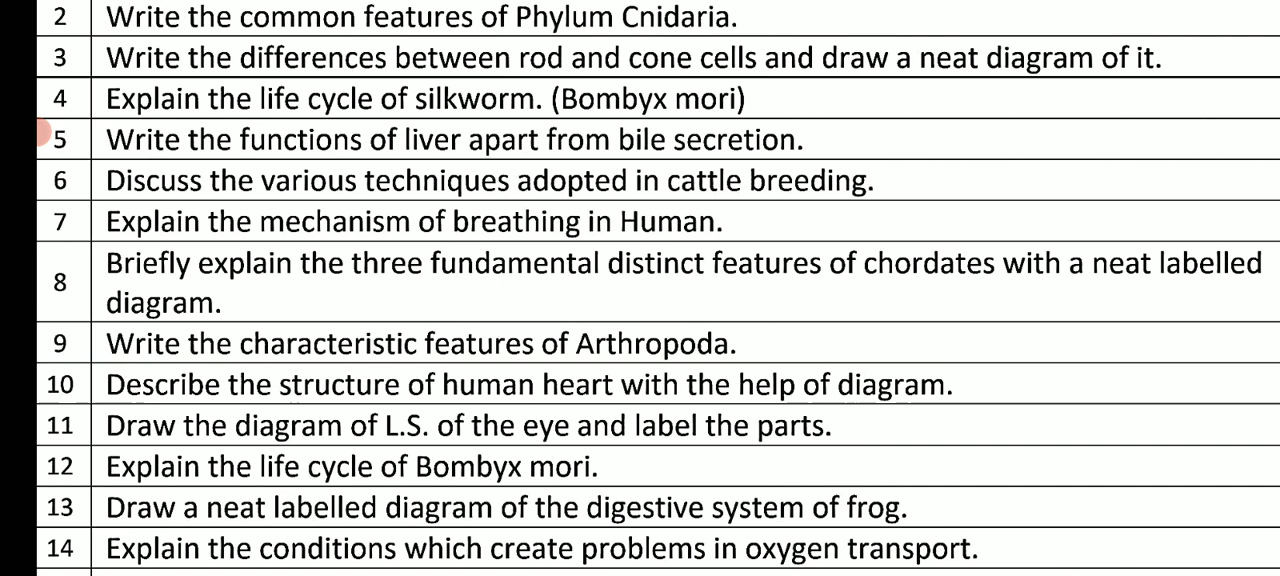 2 Write the common features of Phylum Cnidaria.
3 Write the differences between rod and cone cells and draw a neat diagram of it.
4 Explain the life cycle of silkworm. (Bombyx mori)
5 Write the functions of liver apart from bile secretion.
6 Discuss the various techniques adopted in cattle breeding.
7 Explain the mechanism of breathing in Human.
8 Briefly explain the three fundamental distinct features of chordates with a neat labelled
diagram.
9 Write the characteristic features of Arthropoda.
10 Describe the structure of human heart with the help of diagram.
11 Draw the diagram of L.S. of the eye and label the parts.
12 Explain the life cycle of Bombyx mori.
13 Draw a neat labelled diagram of the digestive system of frog.
14 Explain the conditions which create problems in oxygen transport.